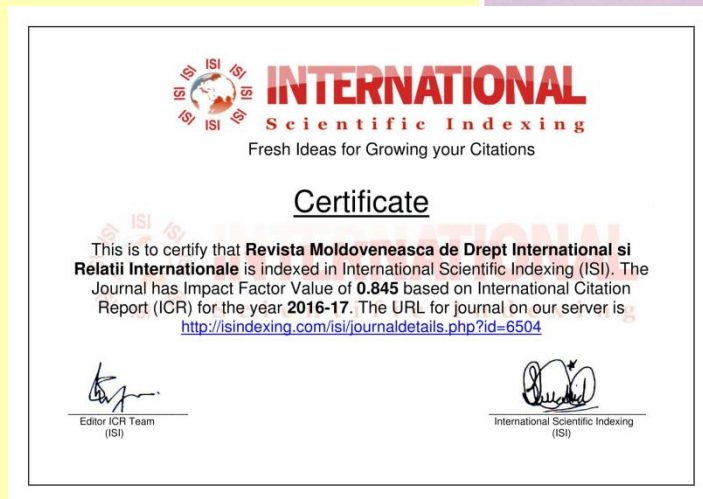 ISI ISI ISI ISI ISI ISI ISI ISI
INTERNATIONAL
Scientific Indexing
Fresh Ideas for Growing your Citations
Certificate
This is to certify that Revista Moldoveneasca de Drept International si
Relatii Internationale is indexed in International Scientific Indexing (ISI). The
Journal has Impact Factor Value of 0.845 based on International Citation
Report (ICR) for the year 2016-17. The URL for journal on our server is
http://isindexing.com/isi/journaldetails.php?id=6504
Editor ICR Team
(ISI)
International Scientific Indexing
(ISI)